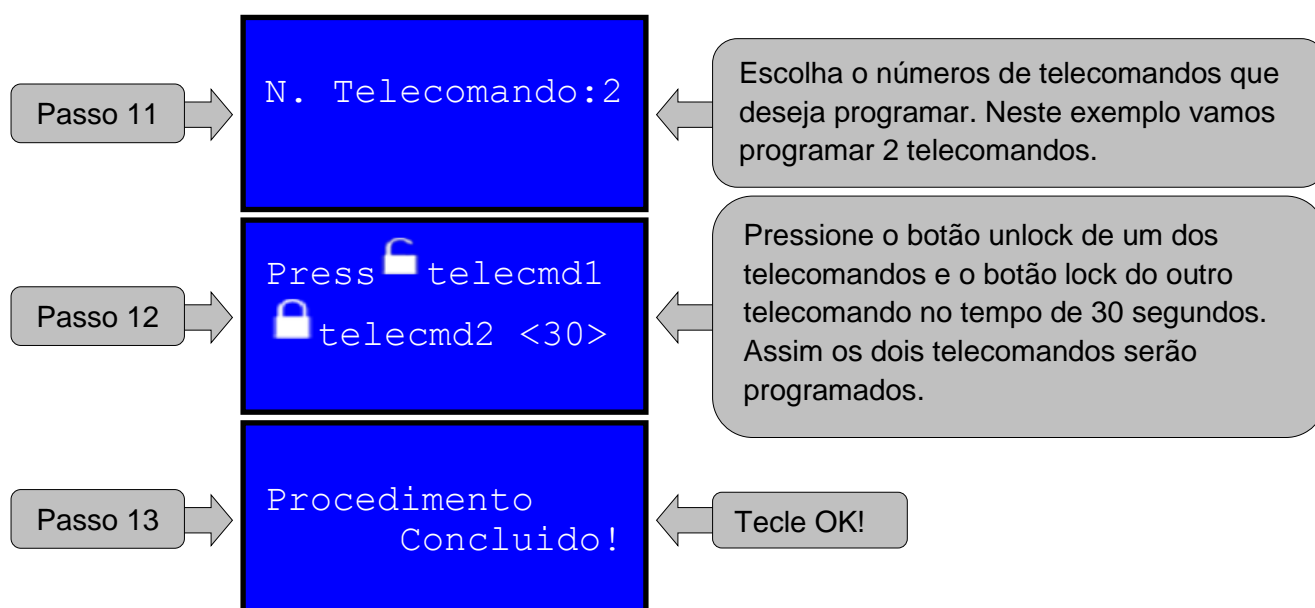 Passo 11
N. Telecomando:2
Escolha o números de telecomandos que
deseja programar. Neste exemplo vamos
programar 2 telecomandos.
Passo 12
Press telecmd1
telecmd2 <30>
Pressione o botão unlock de um dos
telecomandos e o botão lock do outro
telecomando no tempo de 30 segundos.
Assim os dois telecomandos serão
programados.
Passo 13
Procedimento
Concluido!
Tecle OK!